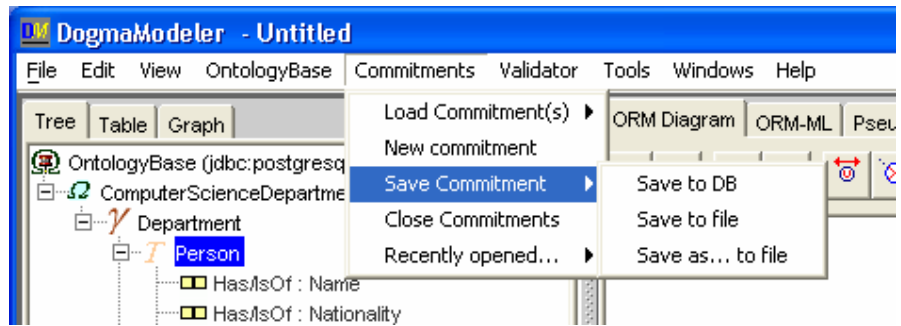 DM DogmaModeler - Untitled
File Edit View OntologyBase Commitments Validator Tools Windows Help
Tree Table Graph
Load Commitment(s)
New commitment
Save Commitment
Close Commitments
Recently opened...
Save to DB
Save to file
Save as... to file
ORM Diagram ORM-ML Pseu
OntologyBase (jdbc:postgresq
ComputerScienceDepartme
γ Department
T Person
Has/IsOf : Name
Has/IsOf : Nationality